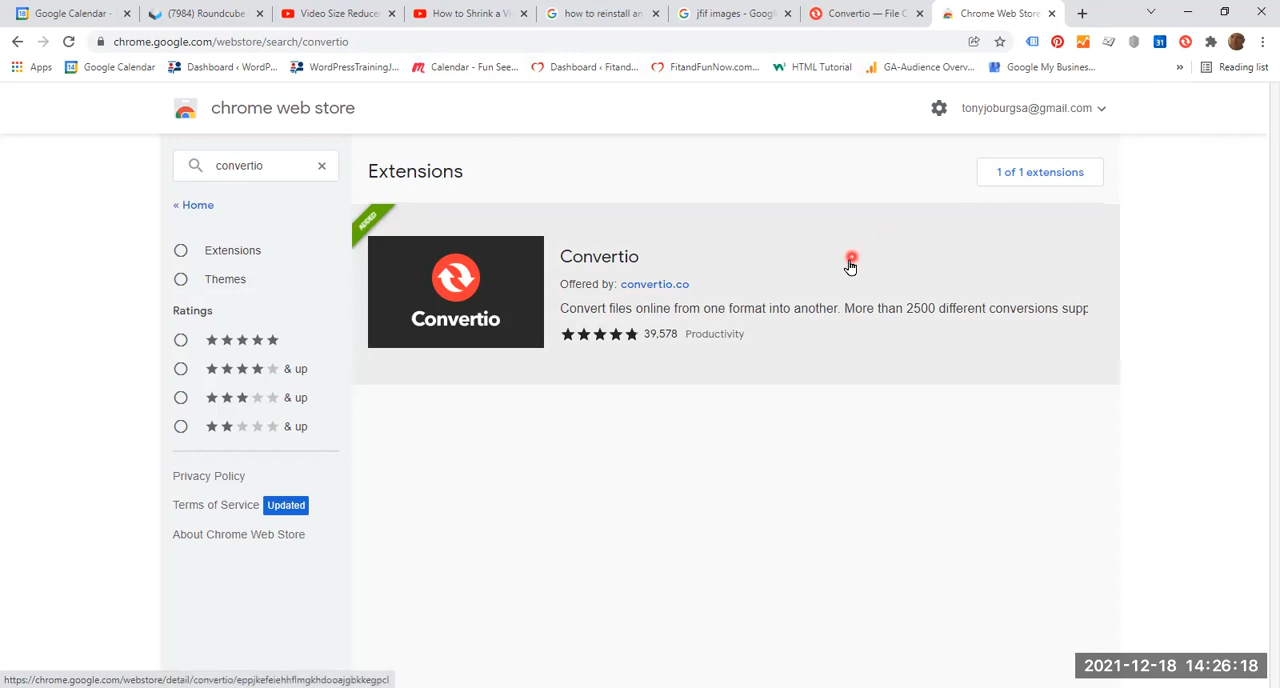 Google Calendar -
(7984) Roundcube
Video Size Reduce
How to Shrink a Vi
how to reinstall an
jfif images - Googl
Convertio — File C
Chrome Web Store
chrome.google.com/webstore/search/convertio
Apps
Google Calendar
Dashboard ‹ WordP...
WordPressTrainingJ...
Calendar - Fun See...
Dashboard ‹ Fitand...
FitandFunNow.com...
HTML Tutorial
GA-Audience Overv...
Google My Busines...
»
Reading list
chrome web store
tonyjoburgsa@gmail.com
convertio
« Home
Extensions
Themes
Ratings
& up
& up
& up
Privacy Policy
Terms of Service Updated
About Chrome Web Store
Extensions
1 of 1 extensions
ADDED
Convertio
Convertio
Offered by: convertio.co
Convert files online from one format into another. More than 2500 different conversions supp
39,578 Productivity
https://chrome.google.com/webstore/detail/convertio/eppjkefeiehhflmgkhdooajgbkkegpcl
2021-12-18 14:26:18